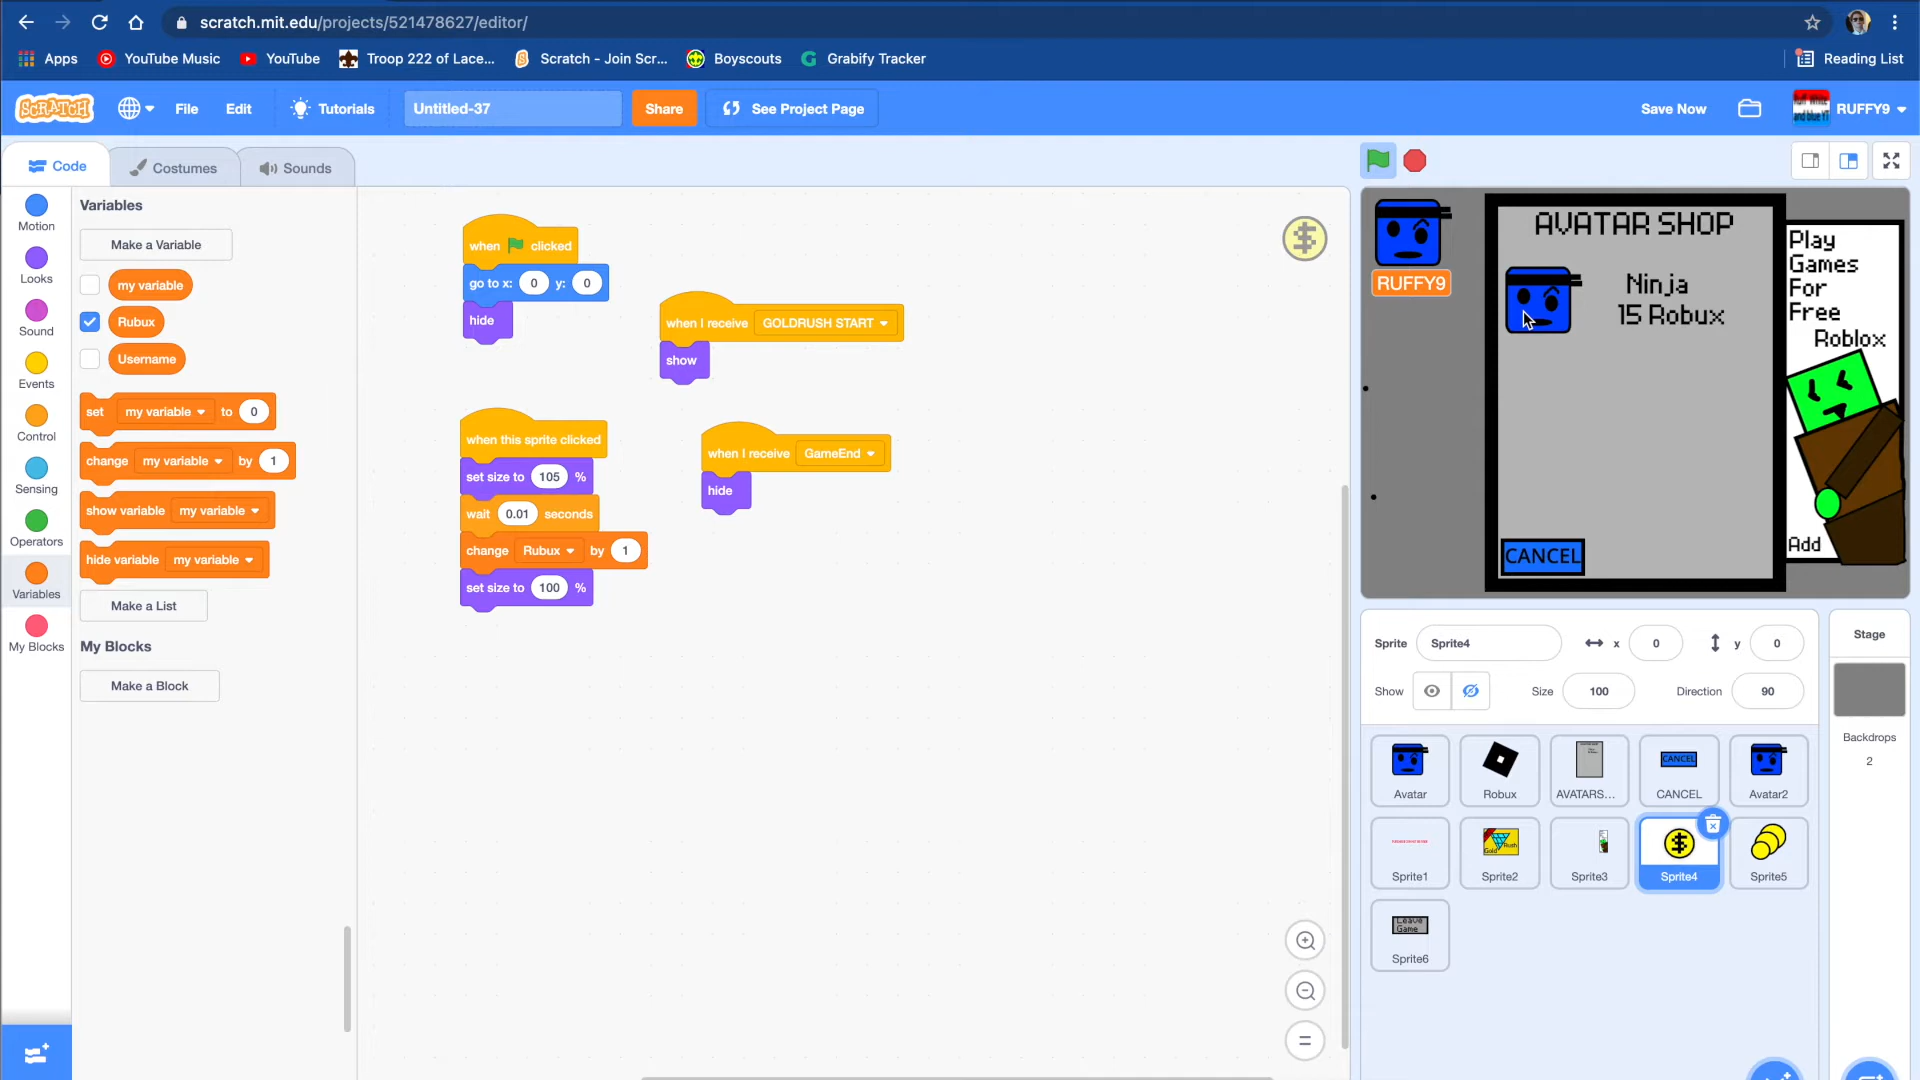 scratch.mit.edu/projects/521478627/editor/
Apps YouTube Music YouTube Troop 222 of Lace... Scratch - Join Scr... Boyscouts Grabify Tracker Reading List
SCRATCH File Edit Tutorials Untitled-37 Share See Project Page Save Now RUFFY9
Code Costumes Sounds
Motion
Looks
Sound
Events
Control
Sensing
Operators
Variables
My Blocks
Variables
Make a Variable
my variable
Rubux
Username
set my variable to 0
change my variable by 1
show variable my variable
hide variable my variable
Make a List
My Blocks
Make a Block
when clicked
go to x: 0 y: 0
hide
when I receive GOLDRUSH START
show
when this sprite clicked
set size to 105 %
wait 0.01 seconds
change Rubux by 1
set size to 100 %
when I receive GameEnd
hide
RUFFY9
AVATAR SHOP
Ninja
15 Robux
CANCEL
Play
Games
For
Free
Roblox
Add
Sprite Sprite4 x 0 y 0
Show Size 100 Direction 90
Stage
Backdrops
2
Avatar
Robux
AVATARS...
CANCEL
CANCEL
Avatar2
Sprite1
Gold Rush
Sprite2
Sprite3
Sprite4
Sprite5
Leave
Game
Sprite6